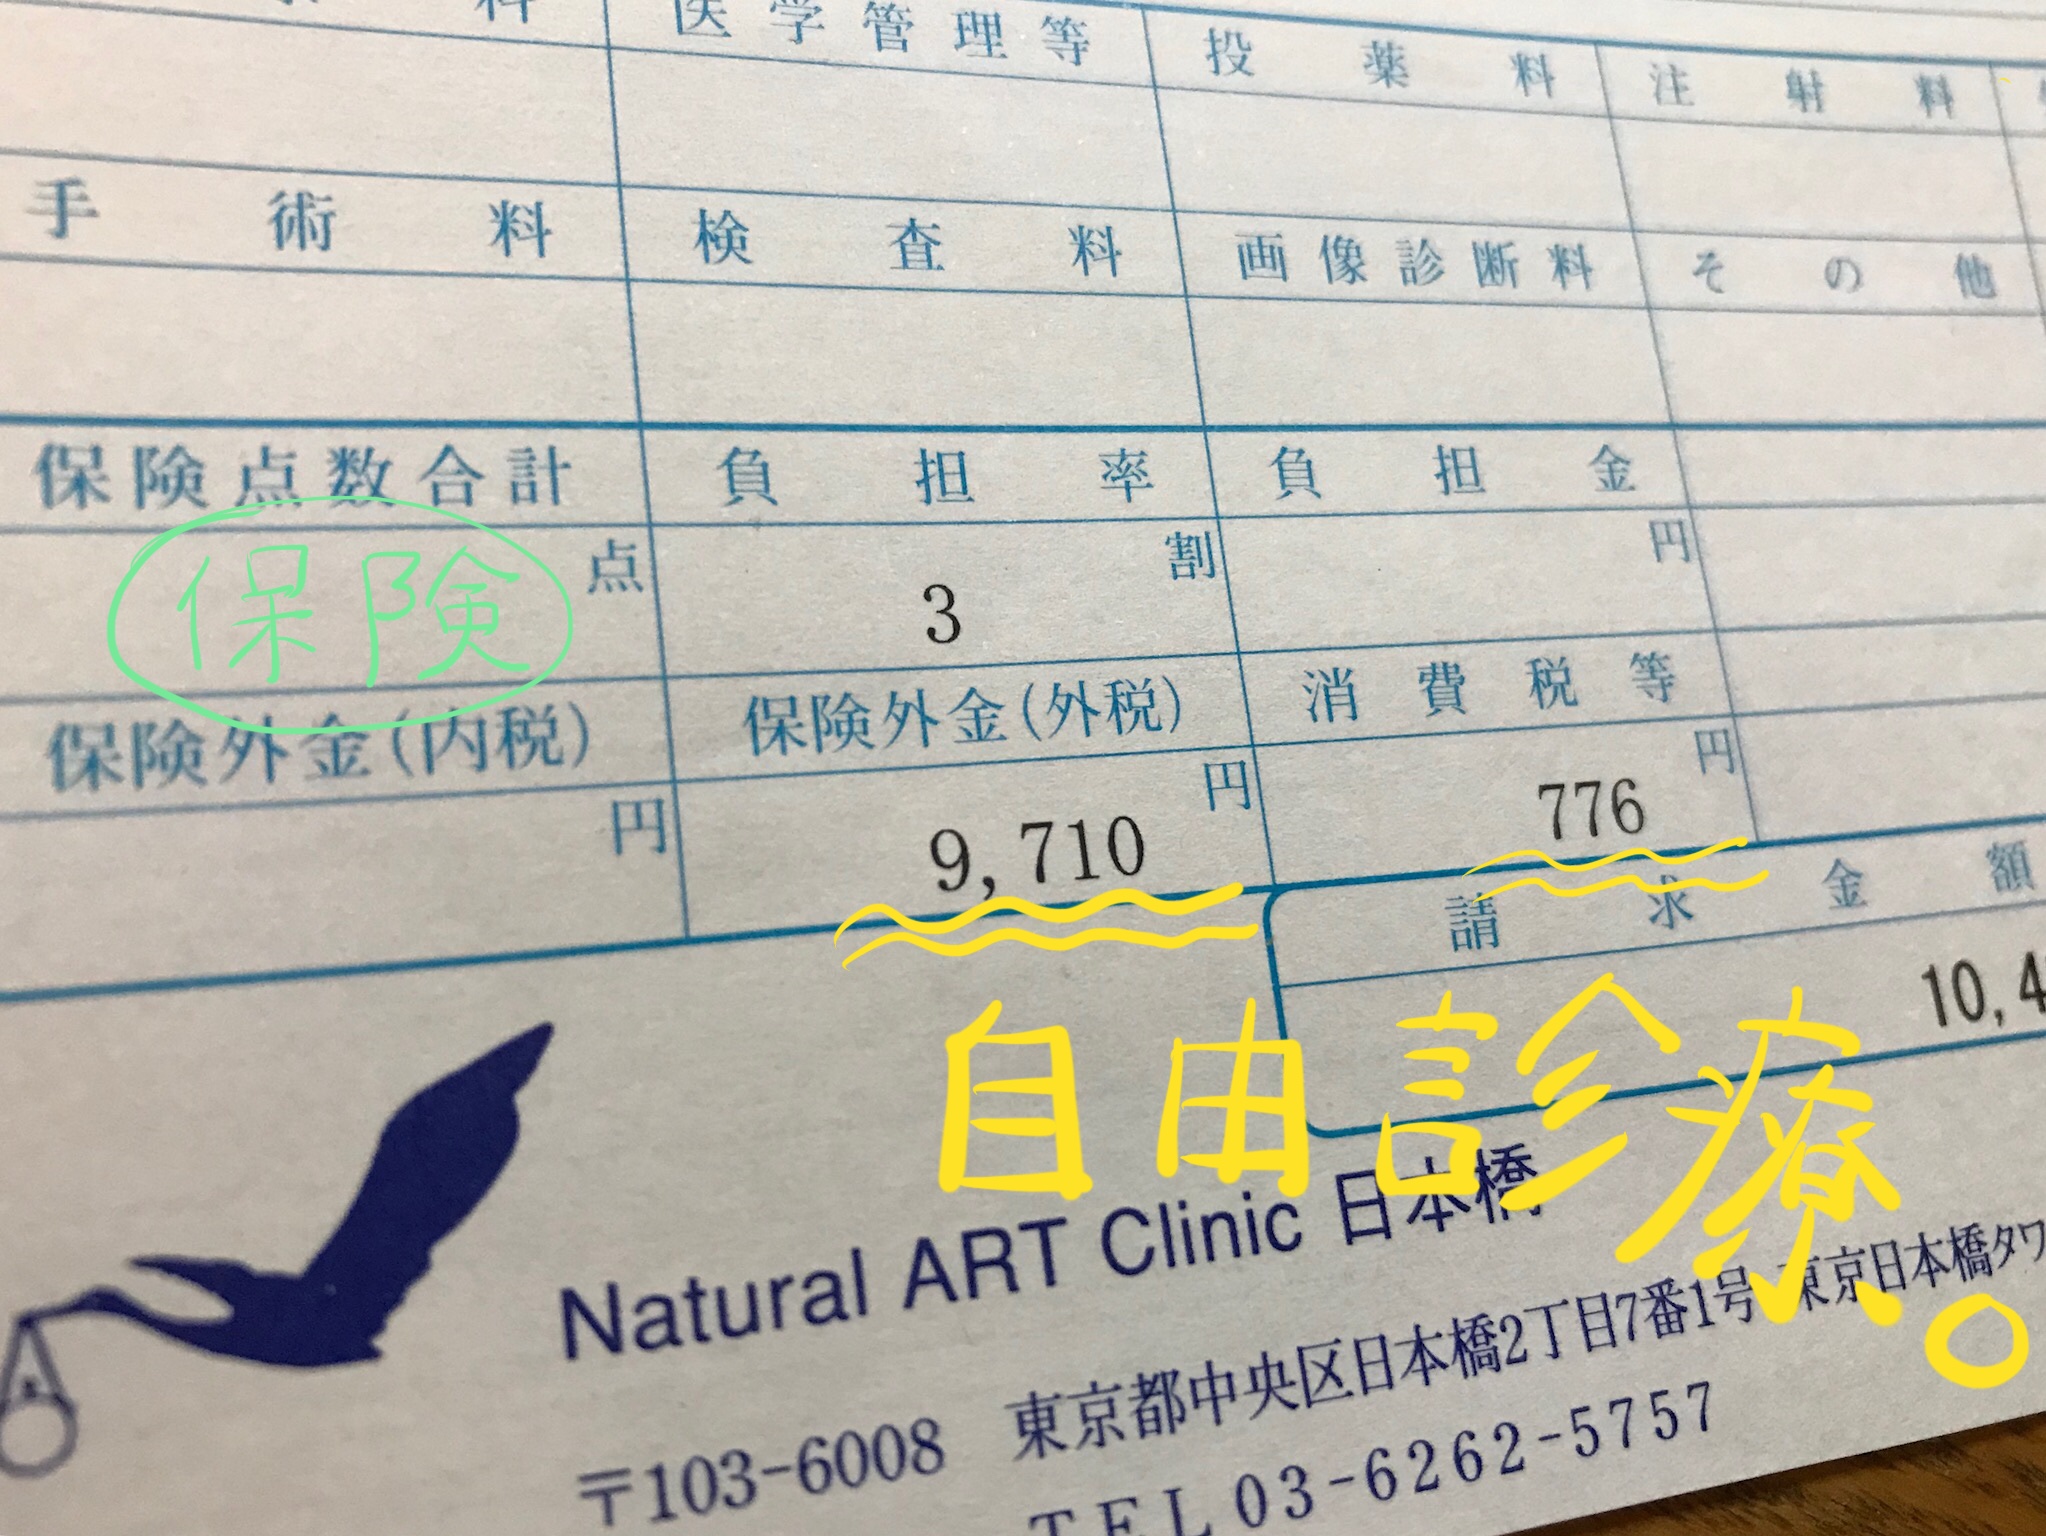 料 医学管理等 投薬料 注射料
手術料 検査料 画像診断料 その他
保険点数合計 負担率 負担金
保険 点 3 割 円
保険外金(内税) 保険外金(外税) 消費税等
円 9,710 円 776 円
請求金額
10,4
自由診療。
Natural ART Clinic 日本橋
〒103-6008 東京都中央区日本橋2丁目7番1号 東京日本橋タワ
TEL 03-6262-5757